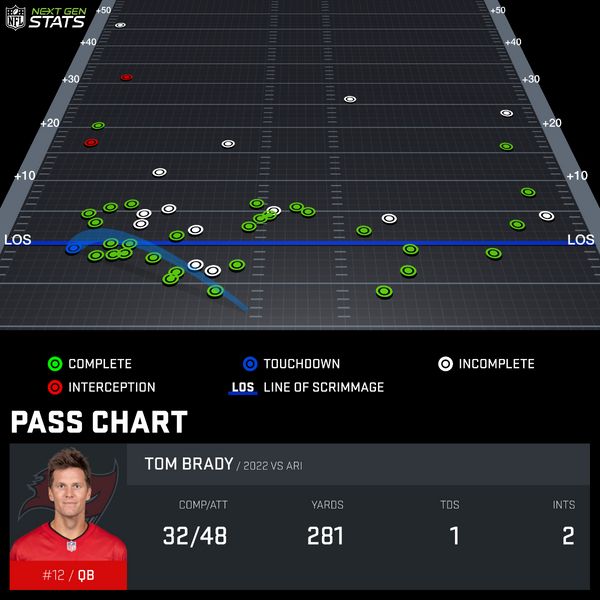 NFL NEXT GEN STATS
+50 +50
+40 +40
+30 +30
+20 +20
+10 +10
LOS LOS
COMPLETE TOUCHDOWN INCOMPLETE
INTERCEPTION LOS LINE OF SCRIMMAGE
PASS CHART
TOM BRADY / 2022 VS ARI
COMP/ATT YARDS TDS INTS
32/48 281 1 2
#12 / QB